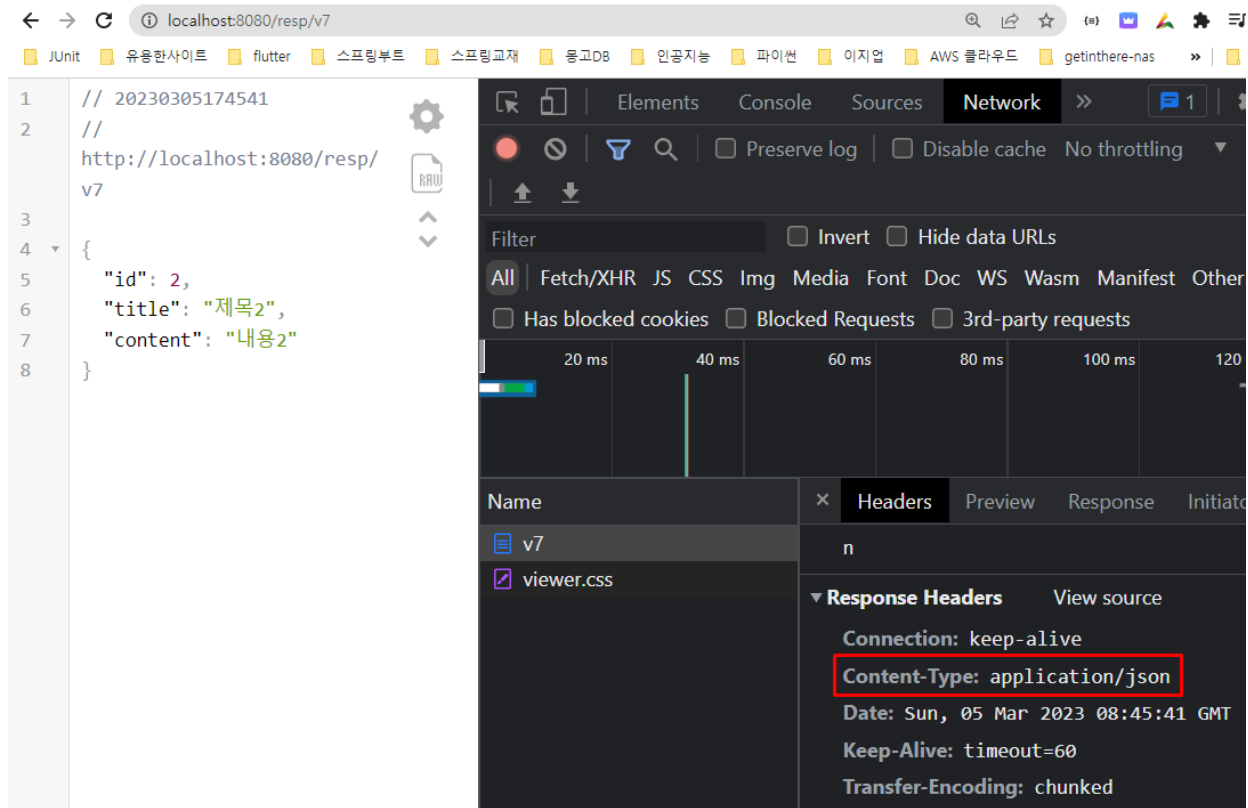 localhost:8080/resp/v7
JUnit 유용한사이트 flutter 스프링부트 스프링교재 몽고DB 인공지능 파이썬 이지업 AWS 클라우드 getinthere-nas »
1 // 20230305174541
2 //
http://localhost:8080/resp/
v7
3
4 {
5 "id": 2,
6 "title": "제목2",
7 "content": "내용2"
8 }
RAW
Elements Console Sources Network » 1
Preserve log Disable cache No throttling
Filter Invert Hide data URLs
All Fetch/XHR JS CSS Img Media Font Doc WS Wasm Manifest Other
Has blocked cookies Blocked Requests 3rd-party requests
20 ms 40 ms 60 ms 80 ms 100 ms 120
Name
v7
viewer.css
× Headers Preview Response Initiato
n
Response Headers View source
Connection: keep-alive
Content-Type: application/json
Date: Sun, 05 Mar 2023 08:45:41 GMT
Keep-Alive: timeout=60
Transfer-Encoding: chunked